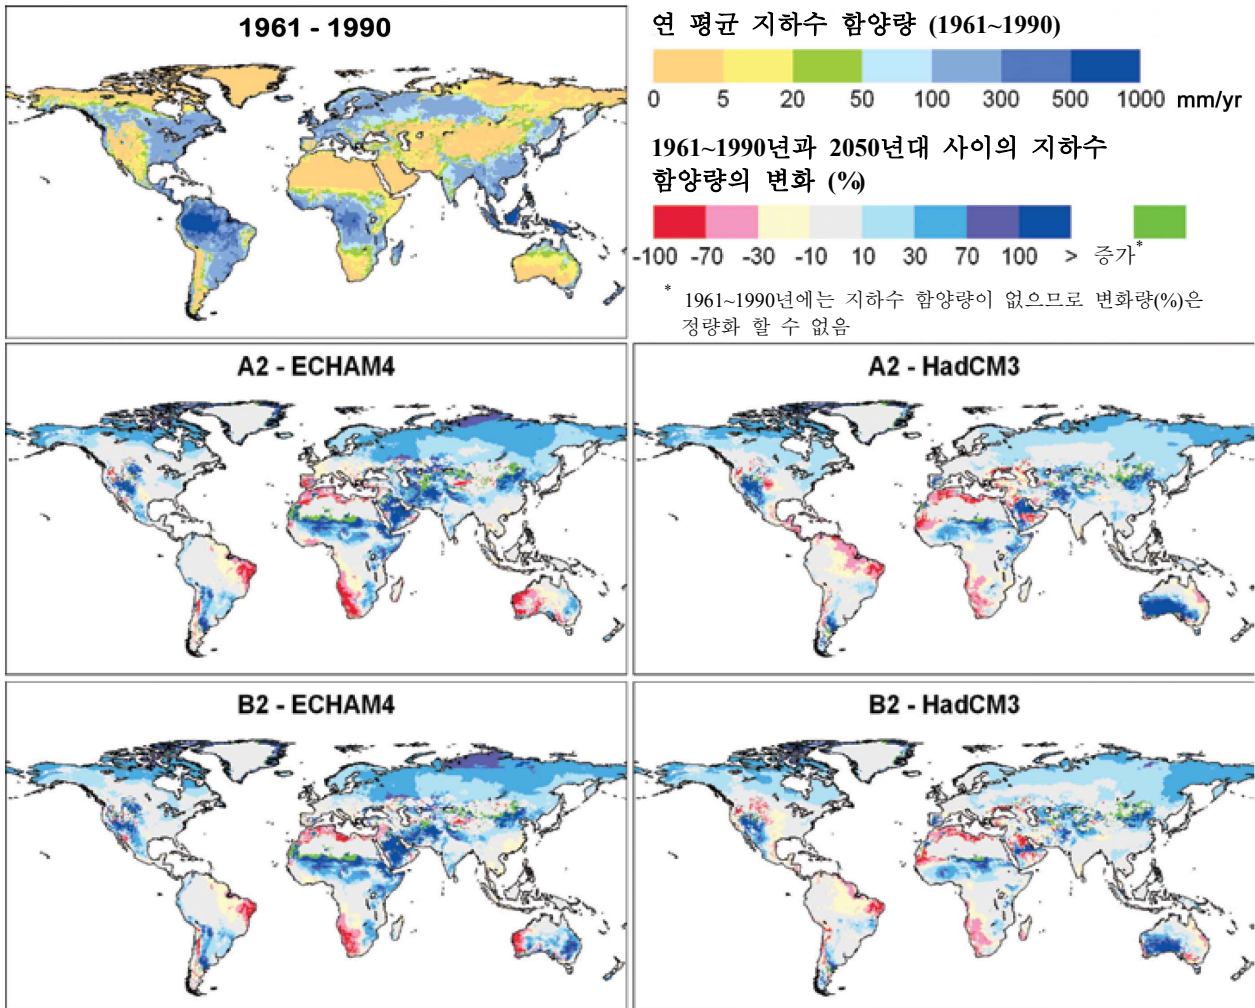 1961 - 1990
연 평균 지하수 함양량 (1961~1990)
0 5 20 50 100 300 500 1000 mm/yr
1961~1990년과 2050년대 사이의 지하수
함양량의 변화 (%)
-100 -70 -30 -10 10 30 70 100 > 증가*
* 1961~1990년에는 지하수 함양량이 없으므로 변화량(%)은
정량화 할 수 없음
A2 - ECHAM4
A2 - HadCM3
B2 - ECHAM4
B2 - HadCM3